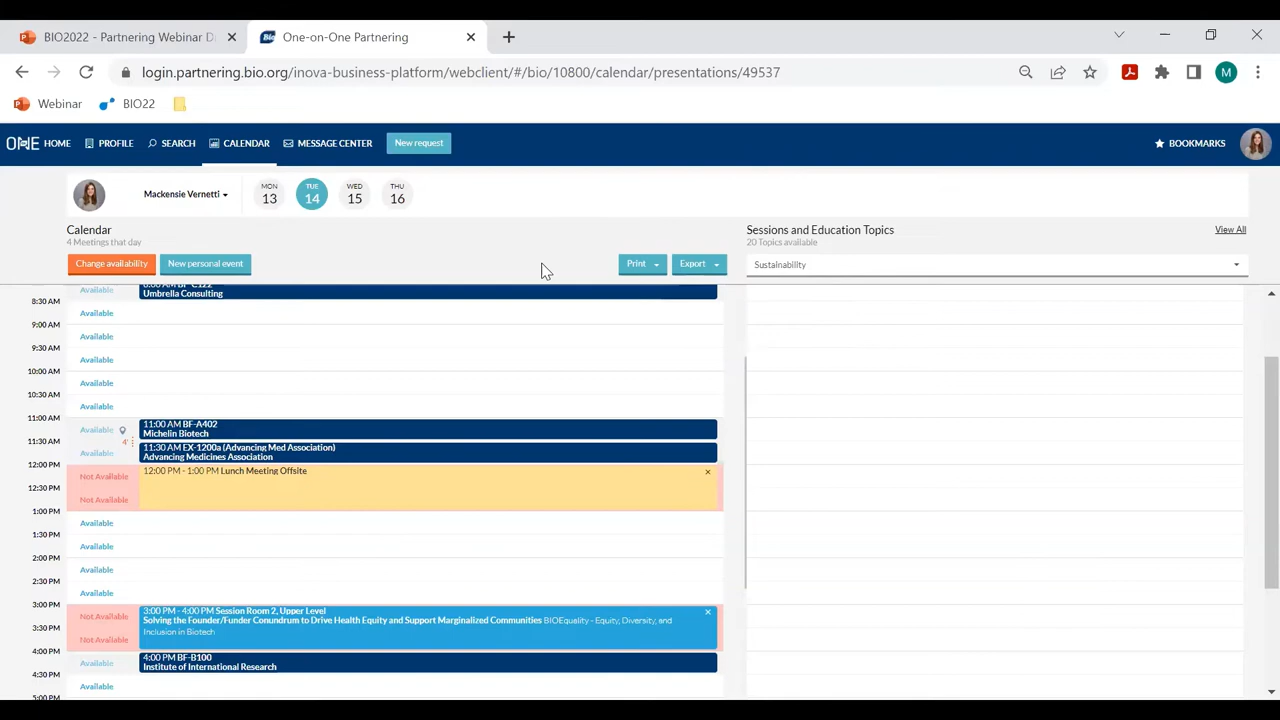 BIO2022 - Partnering Webinar D
One-on-One Partnering
login.partnering.bio.org/inova-business-platform/webclient/#/bio/10800/calendar/presentations/49537
M
Webinar
BIO22
ONE HOME
PROFILE
SEARCH
CALENDAR
MESSAGE CENTER
New request
BOOKMARKS
Mackensie Vernetti
MON
13
TUE
14
WED
15
THU
16
Calendar
4 Meetings that day
Change availability
New personal event
Print
Export
Sessions and Education Topics
20 Topics available
View All
Sustainability
Available
Umbrella Consulting
8:30 AM
Available
9:00 AM
Available
9:30 AM
Available
10:00 AM
Available
10:30 AM
Available
11:00 AM
Available
11:00 AM BF-A402
Michelin Biotech
11:30 AM
4'
Available
11:30 AM EX-1200a (Advancing Med Association)
Advancing Medicines Association
12:00 PM
Not Available
12:00 PM - 1:00 PM Lunch Meeting Offsite
12:30 PM
Not Available
1:00 PM
Available
1:30 PM
Available
2:00 PM
Available
2:30 PM
Available
3:00 PM
Not Available
3:00 PM - 4:00 PM Session Room 2, Upper Level
Solving the Founder/Funder Conundrum to Drive Health Equity and Support Marginalized Communities BIOEquality - Equity, Diversity, and
Inclusion in Biotech
3:30 PM
Not Available
4:00 PM
Available
4:00 PM BF-B100
Institute of International Research
4:30 PM
Available
5:00 PM